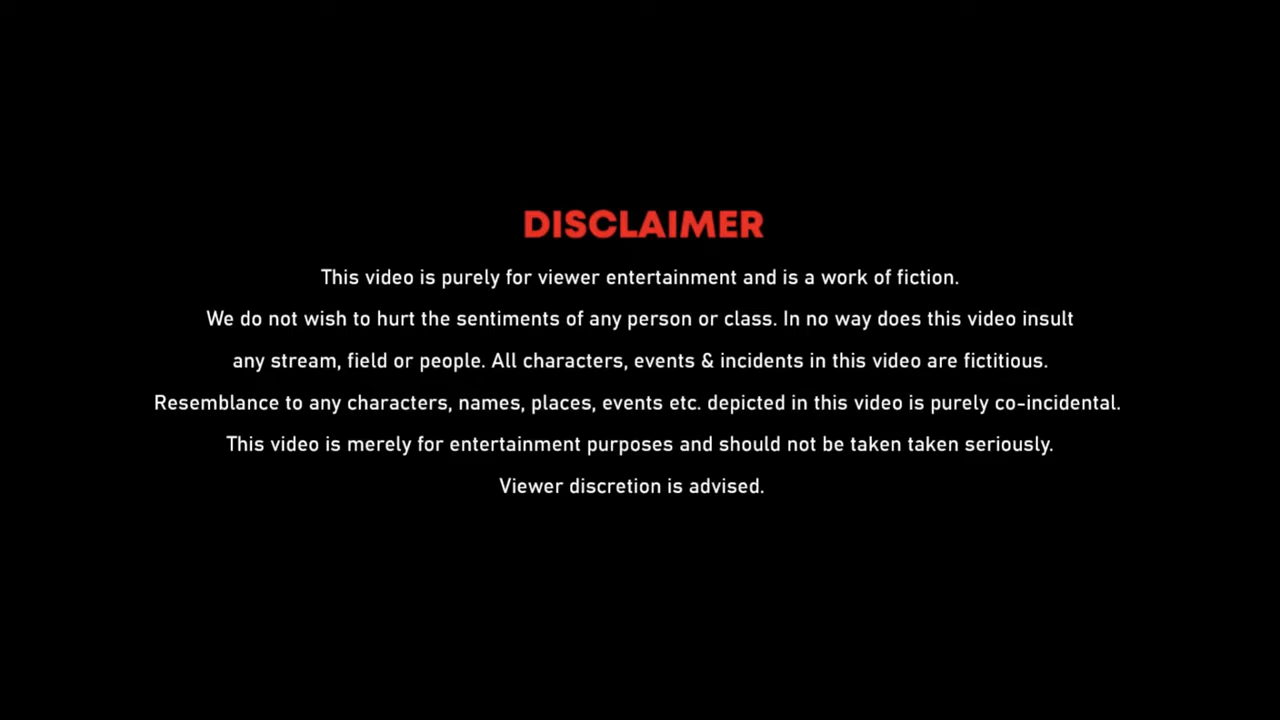 DISCLAIMER
This video is purely for viewer entertainment and is a work of fiction.
We do not wish to hurt the sentiments of any person or class. In no way does this video insult
any stream, field or people. All characters, events & incidents in this video are fictitious.
Resemblance to any characters, names, places, events etc. depicted in this video is purely co-incidental.
This video is merely for entertainment purposes and should not be taken taken seriously.
Viewer discretion is advised.